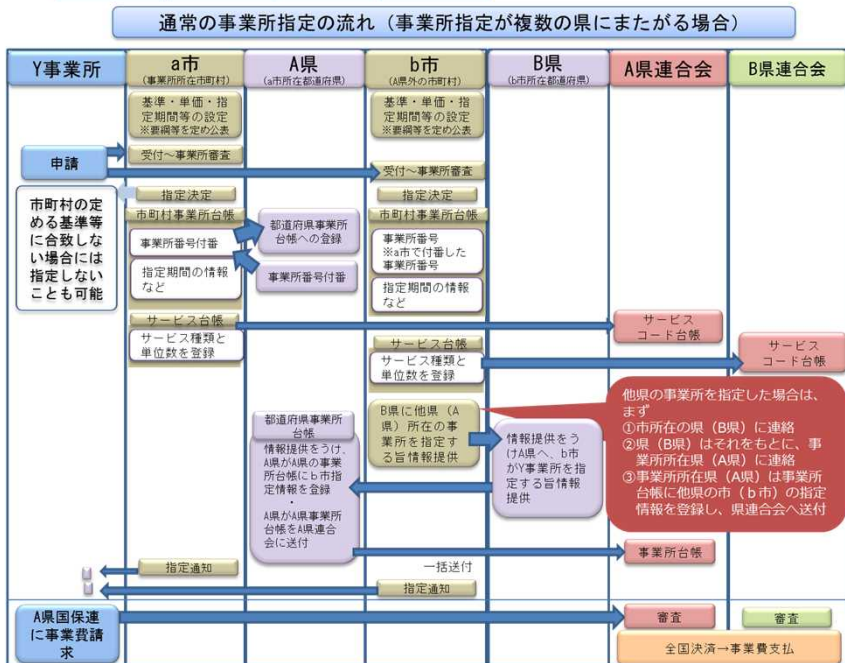 通常の事業所指定の流れ（事業所指定が複数の県にまたがる場合）
Y事業所
a市
（事業所所在市町村）
A県
（a市所在都道府県）
b市
（A県外の市町村）
B県
（b市所在都道府県）
A県連合会
B県連合会
基準・単価・指
定期間等の設定
※要綱等を定め公表
基準・単価・指
定期間等の設定
※要綱等を定め公表
申請
受付～事業所審査
受付～事業所審査
指定決定
指定決定
市町村の定
める基準等
に合致しな
い場合には
指定しない
ことも可能
市町村事業所台帳
事業所番号付番
指定期間の情報
など
都道府県事業所
台帳への登録
事業所番号付番
市町村事業所台帳
事業所番号
※a市で付番した
事業所番号
指定期間の情報
など
サービス台帳
サービス種類と
単位数を登録
サービス
コード台帳
サービス台帳
サービス種類と
単位数を登録
サービス
コード台帳
都道府県事業所
台帳
情報提供をうけ、
A県がA県の事業
所台帳にb市指
定情報を登録
・
A県がA県事業所
台帳をA県連合
会に送付
B県に他県（A
県）所在の事
業所を指定す
る旨情報提供
情報提供をう
けA県へ、b市
がY事業所を指
定する旨情報
提供
他県の事業所を指定した場合は、
まず
①市所在の県（B県）に連絡
②県（B県）はそれをもとに、事
業所所在県（A県）に連絡
③事業所所在県（A県）は事業所
台帳に他県の市（b市）の指定
情報を登録し、県連合会へ送付
指定通知
一括送付
事業所台帳
指定通知
A県国保連
に事業費請
求
審査
審査
全国決済→事業費支払